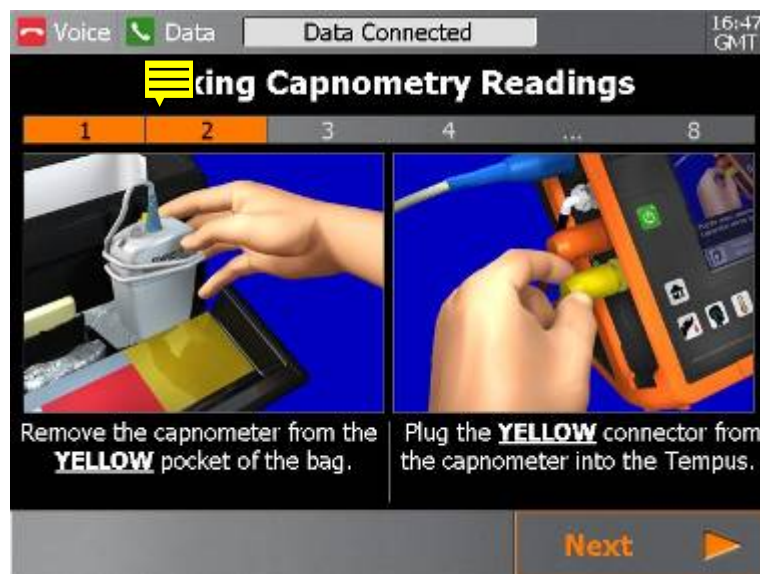 Voice Data Data Connected 16:47
GMT
king Capnometry Readings
1 2 3 4 ... 8
Remove the capnometer from the
YELLOW pocket of the bag.
Plug the YELLOW connector from
the capnometer into the Tempus.
Next